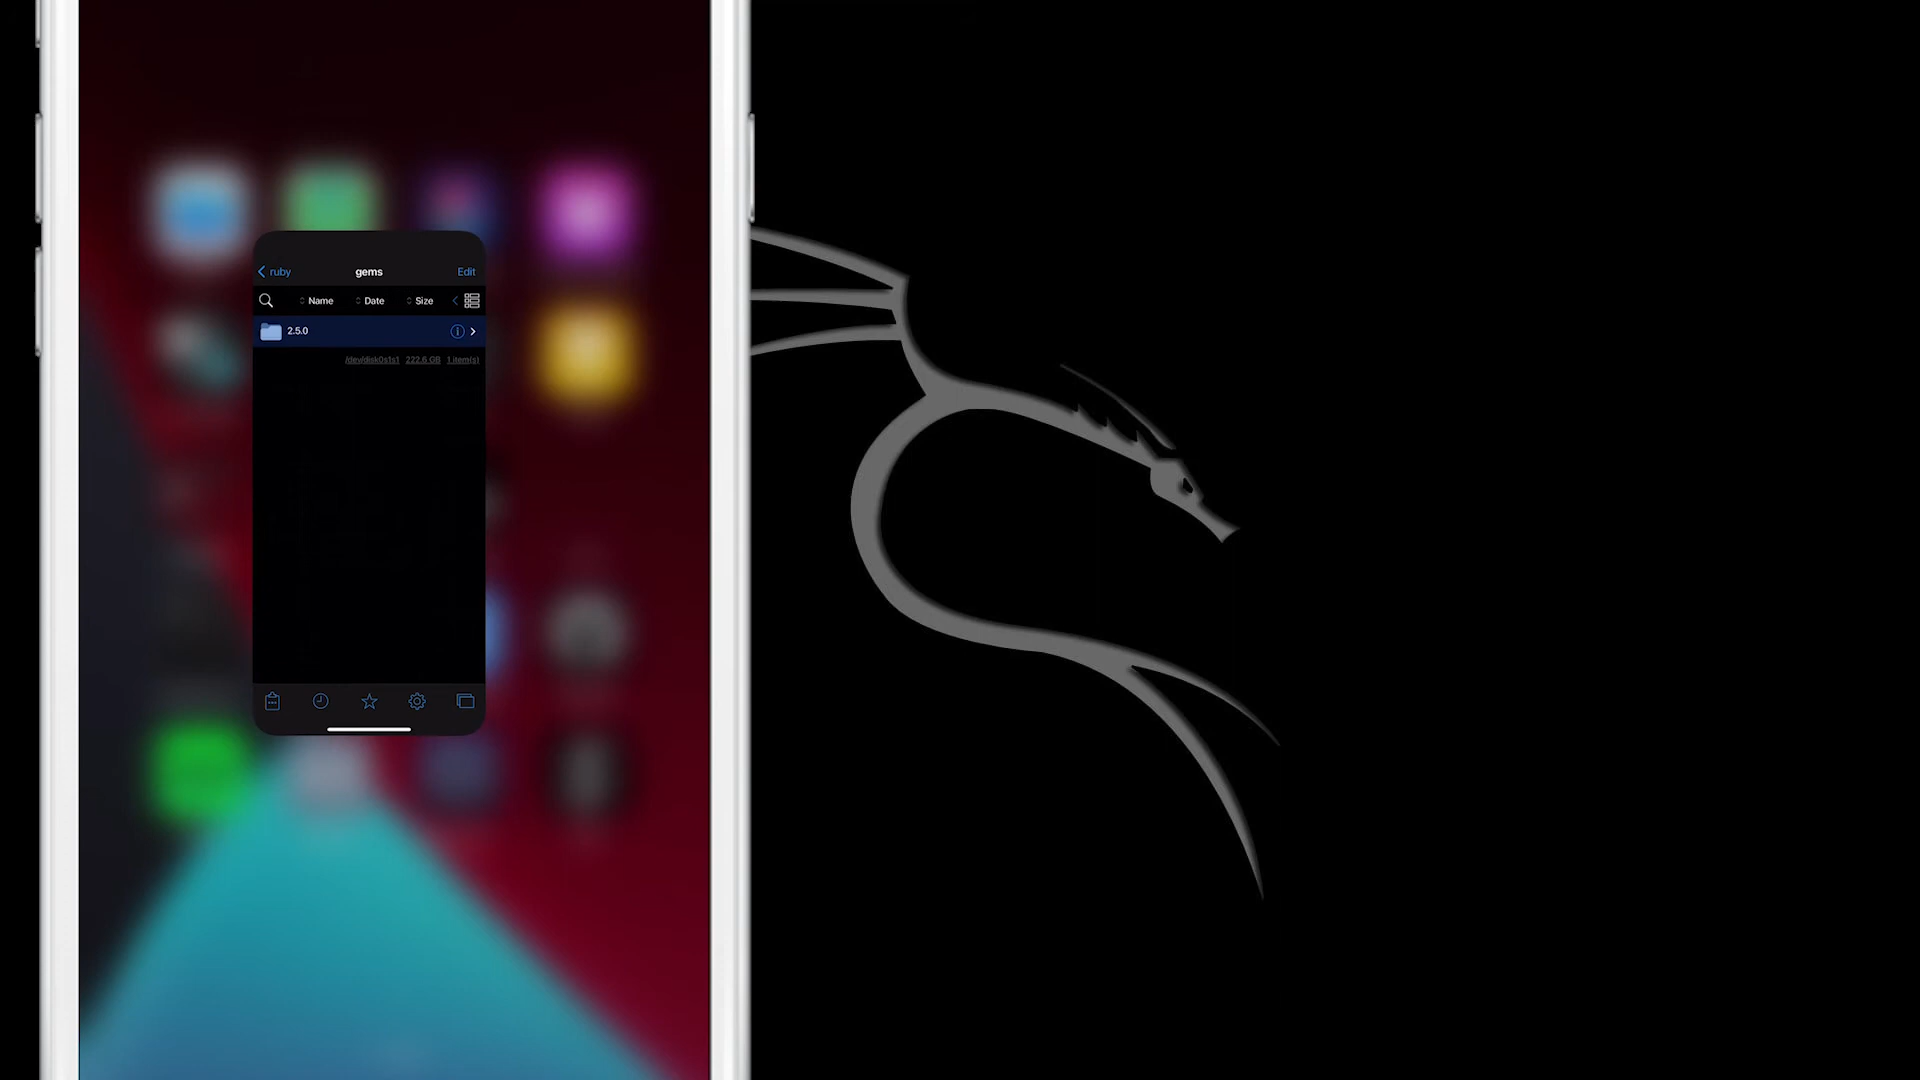 ruby gems Edit
Name Date Size
2.5.0
/dev/disk0s1s1 222.6 GB 1 item(s)